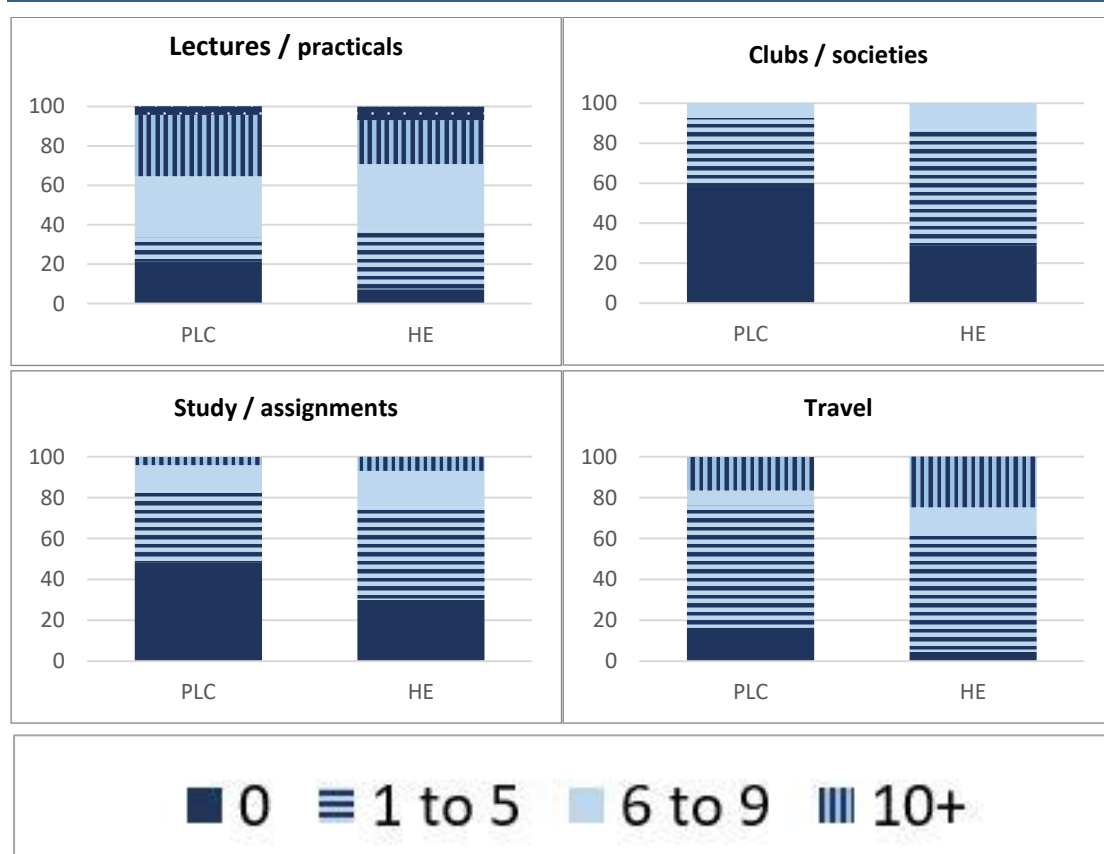 Lectures / practicals
100
80
60
40
20
0
PLC HE
Clubs / societies
100
80
60
40
20
0
PLC HE
Study / assignments
100
80
60
40
20
0
PLC HE
Travel
100
80
60
40
20
0
PLC HE
0 1 to 5 6 to 9 10+